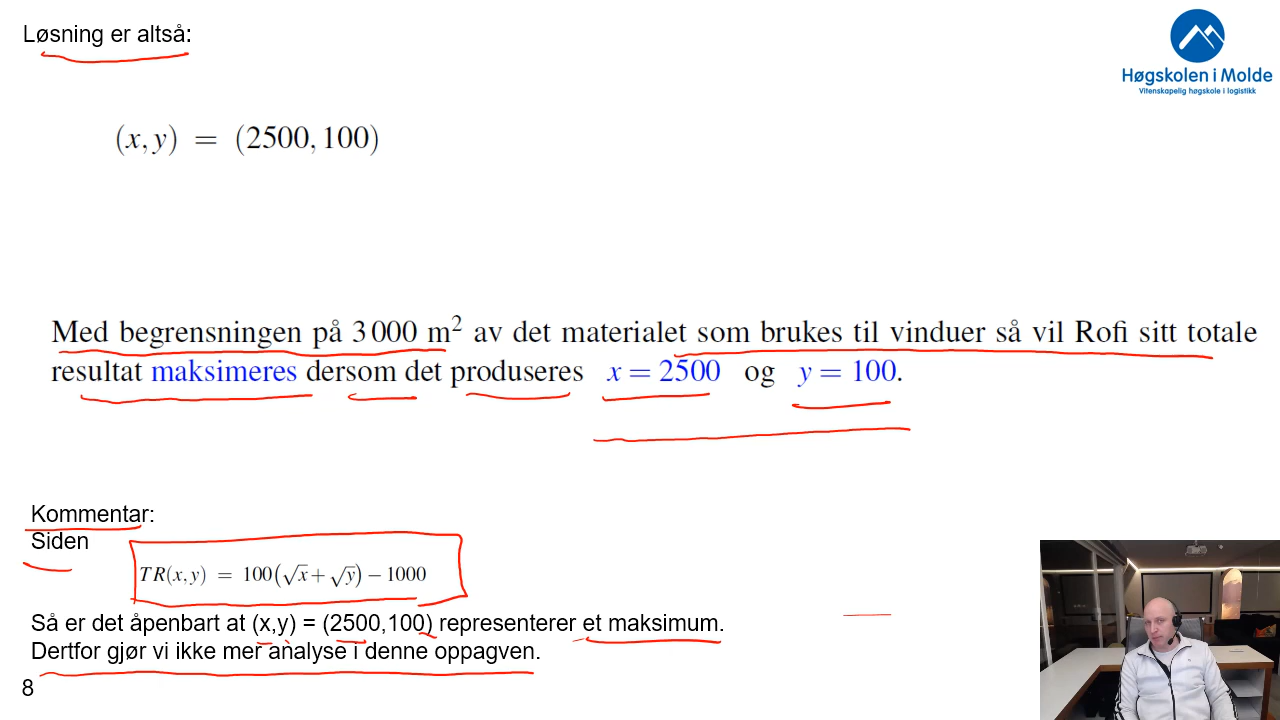 Løsning er altså:
Høgskolen i Molde
Vitenskapelig høgskole i logistikk
(x, y) = (2500, 100)
Med begrensningen på 3 000 m² av det materialet som brukes til vinduer så vil Rofi sitt totale
resultat maksimeres dersom det produseres x = 2500 og y = 100.
Kommentar:
Siden
TR(x, y) = 100(√x + √y) − 1000
Så er det åpenbart at (x,y) = (2500,100) representerer et maksimum.
Dertfor gjør vi ikke mer analyse i denne oppagven.
8